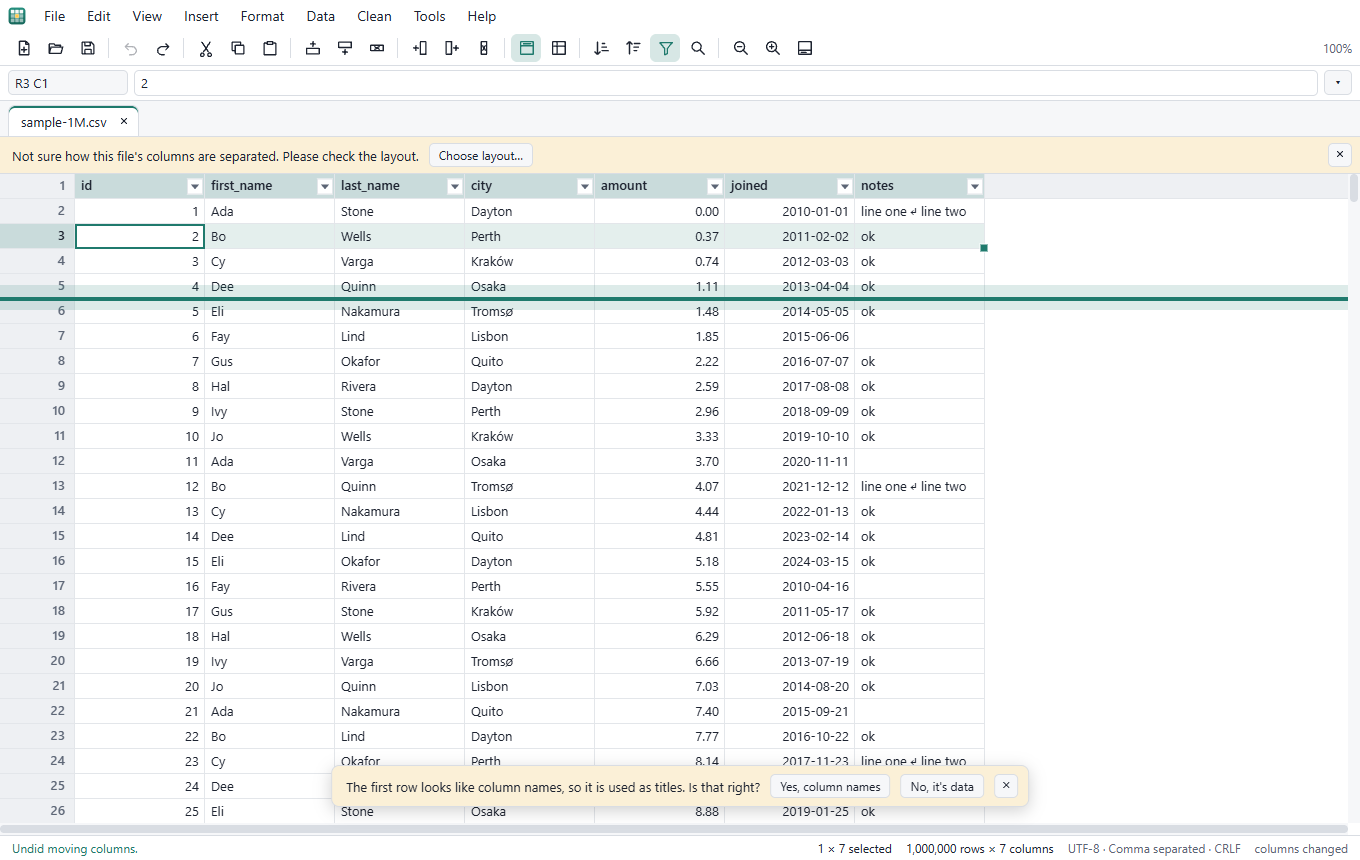 File Edit View Insert Format Data Clean Tools Help
100%
R3 C1 2
sample-1M.csv ×
Not sure how this file's columns are separated. Please check the layout. Choose layout... ×
1 id first_name last_name city amount joined notes
2 1 Ada Stone Dayton 0.00 2010-01-01 line one ↵ line two
3 2 Bo Wells Perth 0.37 2011-02-02 ok
4 3 Cy Varga Kraków 0.74 2012-03-03 ok
5 4 Dee Quinn Osaka 1.11 2013-04-04 ok
6 5 Eli Nakamura Tromsø 1.48 2014-05-05 ok
7 6 Fay Lind Lisbon 1.85 2015-06-06
8 7 Gus Okafor Quito 2.22 2016-07-07 ok
9 8 Hal Rivera Dayton 2.59 2017-08-08 ok
10 9 Ivy Stone Perth 2.96 2018-09-09 ok
11 10 Jo Wells Kraków 3.33 2019-10-10 ok
12 11 Ada Varga Osaka 3.70 2020-11-11
13 12 Bo Quinn Tromsø 4.07 2021-12-12 line one ↵ line two
14 13 Cy Nakamura Lisbon 4.44 2022-01-13 ok
15 14 Dee Lind Quito 4.81 2023-02-14 ok
16 15 Eli Okafor Dayton 5.18 2024-03-15 ok
17 16 Fay Rivera Perth 5.55 2010-04-16
18 17 Gus Stone Kraków 5.92 2011-05-17 ok
19 18 Hal Wells Osaka 6.29 2012-06-18 ok
20 19 Ivy Varga Tromsø 6.66 2013-07-19 ok
21 20 Jo Quinn Lisbon 7.03 2014-08-20 ok
22 21 Ada Nakamura Quito 7.40 2015-09-21
23 22 Bo Lind Dayton 7.77 2016-10-22 ok
24 23 Cy Okafor Perth 8.14 2017-11-23 line one ↵ line two
25 24 Dee
The first row looks like column names, so it is used as titles. Is that right? Yes, column names No, it's data ×
26 25 Eli Stone Osaka 8.88 2019-01-25 ok
Undid moving columns. 1 × 7 selected 1,000,000 rows × 7 columns UTF-8 · Comma separated · CRLF columns changed